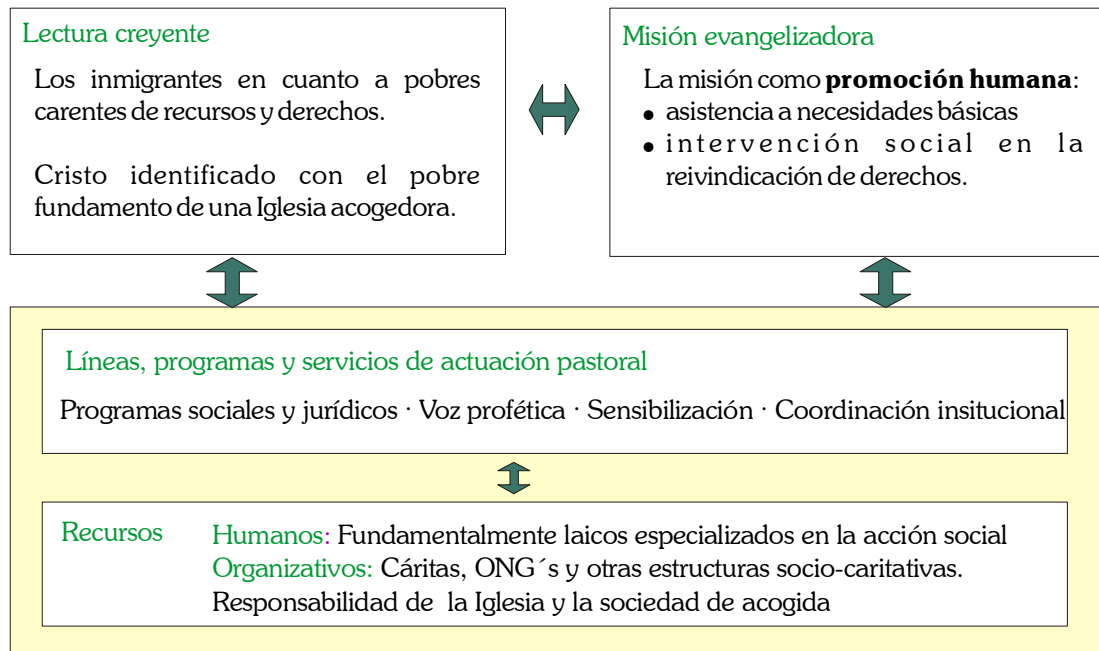 Lectura creyente
Los inmigrantes en cuanto a pobres
carentes de recursos y derechos.
Cristo identificado con el pobre
fundamento de una Iglesia acogedora.
Misión evangelizadora
La misión como promoción humana:
• asistencia a necesidades básicas
• intervención social en la
reivindicación de derechos.
Líneas, programas y servicios de actuación pastoral
Programas sociales y jurídicos · Voz profética · Sensibilización · Coordinación insitucional
Recursos Humanos: Fundamentalmente laicos especializados en la acción social
Organizativos: Cáritas, ONG´s y otras estructuras socio-caritativas.
Responsabilidad de la Iglesia y la sociedad de acogida